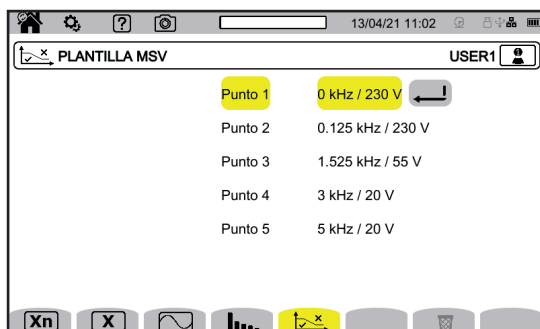 ? 13/04/21 11:02
PLANTILLA MSV USER1
Punto 1 0 kHz / 230 V
Punto 2 0.125 kHz / 230 V
Punto 3 1.525 kHz / 55 V
Punto 4 3 kHz / 20 V
Punto 5 5 kHz / 20 V
Xn X